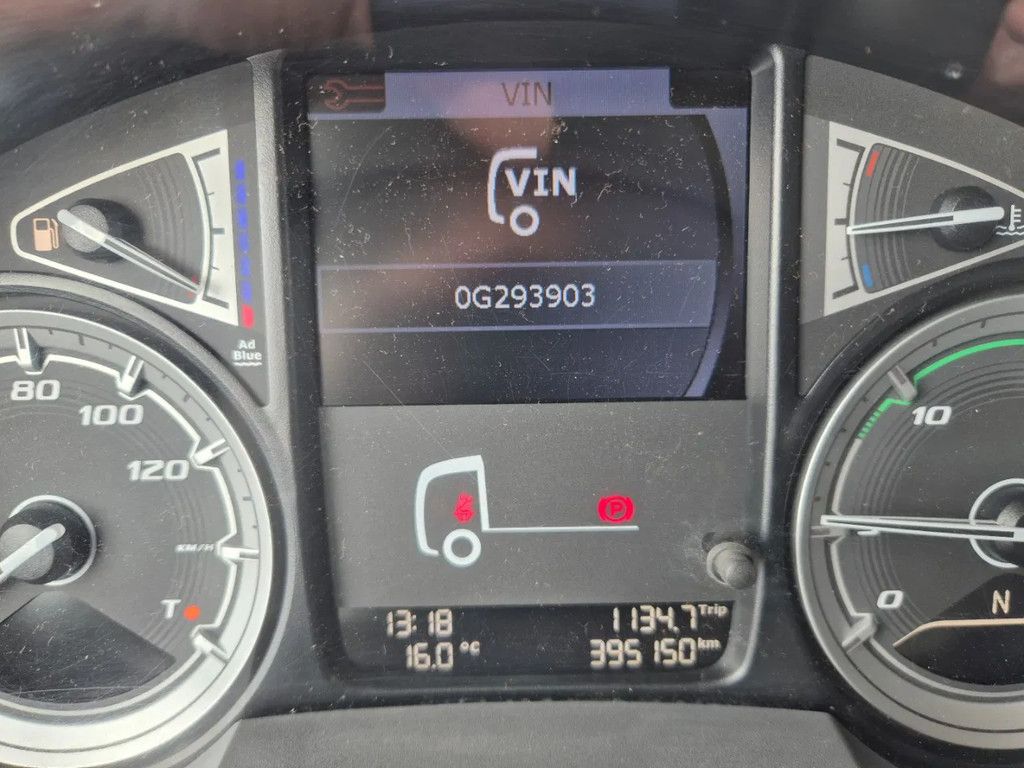 VIN
VIN
0G293903
Ad
Blue
80
100
120
KM/H
T
10
0
N
P
13:18
1134.7 Trip
16.0 °C
395150 km